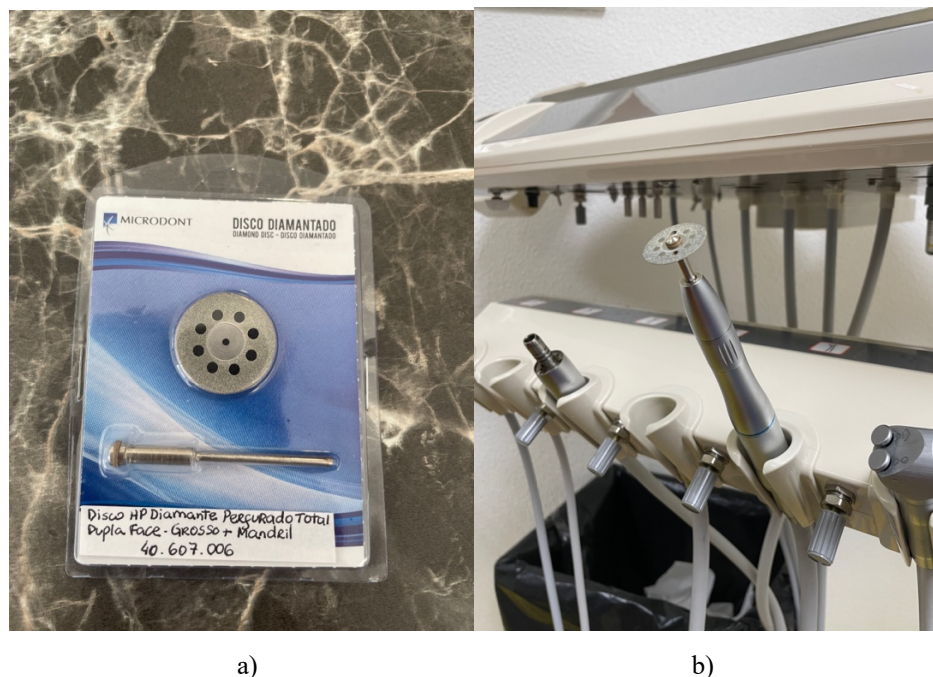 MICRODONT
DISCO DIAMANTADO
DIAMOND DISC - DISCO DIAMANTADO
Disco HP Diamante Perfurado Total
Dupla Face - Grosso + Mandril
40.607.006
a)
b)